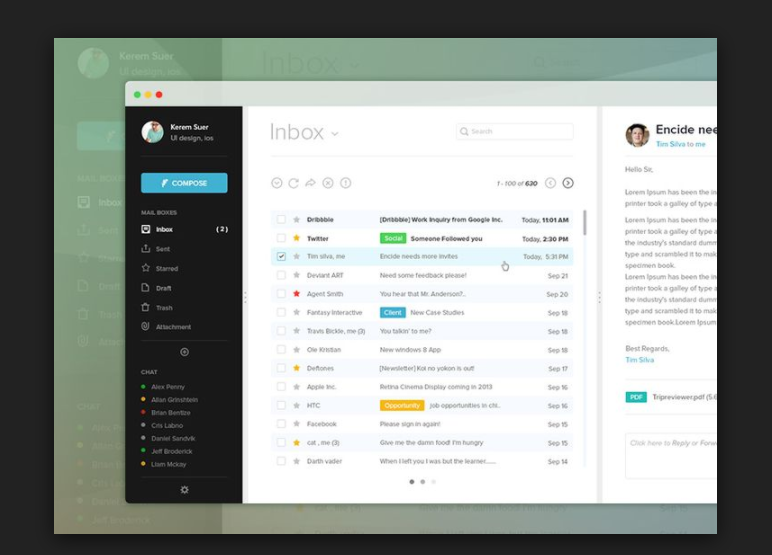 Kerem Suer
UI design, ios
Inbox
Kerem Suer
UI design, ios
COMPOSE
MAIL BOXES
Inbox (2)
Sent
Starred
Draft
Trash
Attachment
CHAT
Alex Penny
Allan Grinshtein
Brian Benitze
Cris Labno
Daniel Sandvik
Jeff Broderick
Liam Mckay
Inbox
Search
1 - 100 of 630
Dribbble [Dribbble] Work Inquiry from Google Inc. Today, 11:01 AM
Twitter Social Someone Followed you Today, 2:30 PM
Tim silva, me Encide needs more invites Today, 5:31 PM
Deviant ART Need some feedback please! Sep 21
Agent Smith You hear that Mr. Anderson?.. Sep 20
Fantasy Interactive Client New Case Studies Sep 18
Travis Bickle, me (3) You talkin' to me? Sep 18
Ole Kristian New windows 8 App Sep 18
Deftones [Newsletter] Koi no yokon is out! Sep 17
Apple Inc. Retina Cinema Display coming in 2013 Sep 16
HTC Opportunity job opportunities in chi.. Sep 16
Facebook Please sign in again! Sep 15
cat , me (3) Give me the damn food! I'm hungry Sep 15
Darth vader When I left you I was but the learner...... Sep 14
Encide nee
Tim Silva to me
Hello Sir,
Lorem Ipsum has been the in
printer took a galley of type a
Lorem Ipsum has been the in
the industry's standard dumm
type and scrambled it to mak
specimen book.
Lorem Ipsum has been the in
printer took a galley of type a
the industry's standard dumm
type and scrambled it to mak
specimen book.Lorem Ipsum
Best Regards,
Tim Silva
PDF Tripreviewer.pdf (5.6
Click here to Reply or Forw